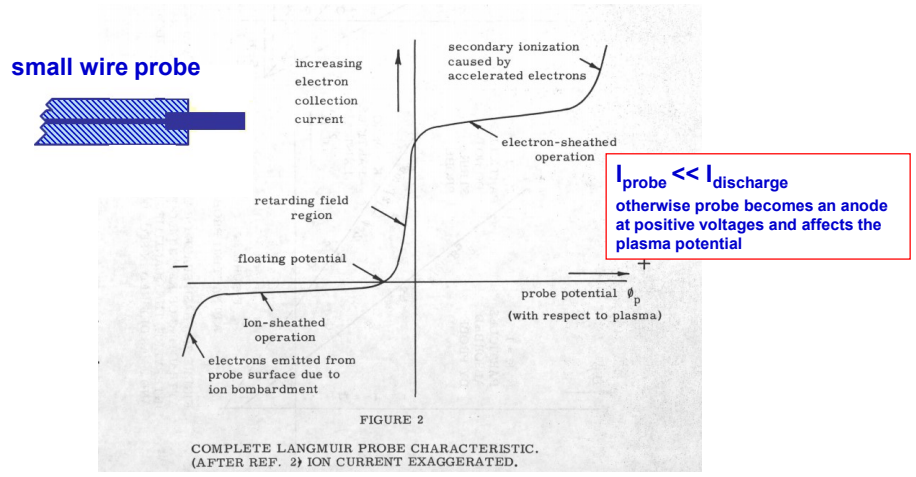 small wire probe
increasing
electron
collection
current
secondary ionization
caused by
accelerated electrons
electron-sheathed
operation
I_probe << I_discharge
otherwise probe becomes an anode
at positive voltages and affects the
plasma potential
retarding field
region
floating potential
−
+
probe potential ϕ_p
(with respect to plasma)
Ion-sheathed
operation
electrons emitted from
probe surface due to
ion bombardment
FIGURE 2
COMPLETE LANGMUIR PROBE CHARACTERISTIC.
(AFTER REF. 2) ION CURRENT EXAGGERATED.